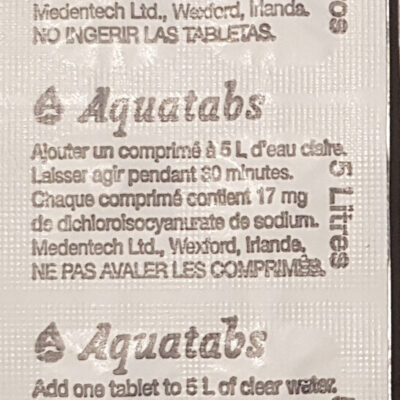 Medentech Ltd., Wexford, Irlanda.
NO INGERIR LAS TABLETAS.
os
Aquatabs
Ajouter un comprimé à 5 L d'eau claire.
Laisser agir pendant 30 minutes.
Chaque comprimé contient 17 mg
de dichloroisocyanurate de sodium.
Medentech Ltd., Wexford, Irlande.
NE PAS AVALER LES COMPRIMÉS.
5 Litres
Aquatabs
Add one tablet to 5 L of clear water.